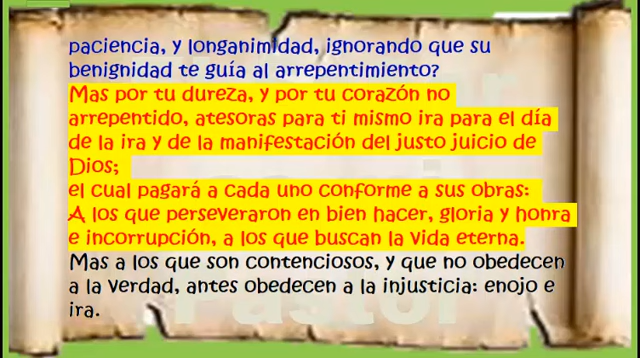 paciencia, y longanimidad, ignorando que su
benignidad te guía al arrepentimiento?
Mas por tu dureza, y por tu corazón no
arrepentido, atesoras para ti mismo ira para el día
de la ira y de la manifestación del justo juicio de
Dios;
el cual pagará a cada uno conforme a sus obras:
A los que perseveraron en bien hacer, gloria y honra
e incorrupción, a los que buscan la vida eterna.
Mas a los que son contenciosos, y que no obedecen
a la verdad, antes obedecen a la injusticia: enojo e
ira.
Pastor